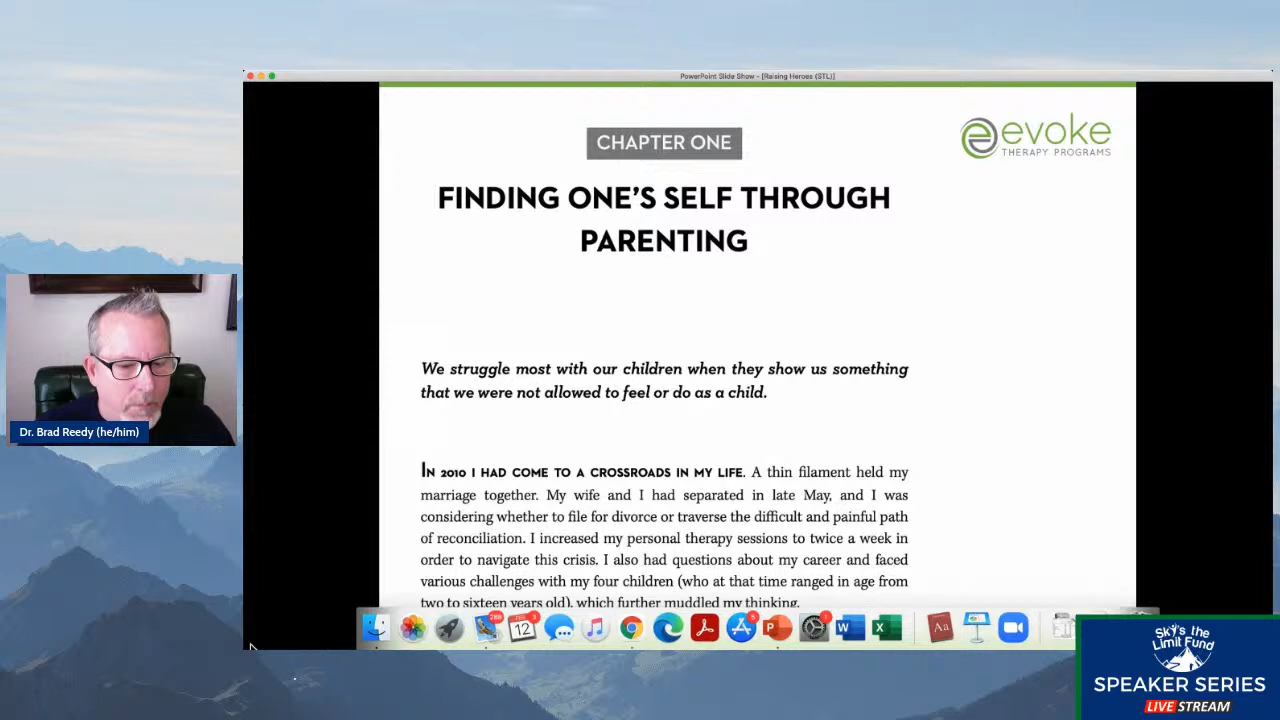 PowerPoint Slide Show - [Raising Heroes (STL)]
CHAPTER ONE
evoke
THERAPY PROGRAMS
FINDING ONE'S SELF THROUGH
PARENTING
We struggle most with our children when they show us something
that we were not allowed to feel or do as a child.
IN 2010 I HAD COME TO A CROSSROADS IN MY LIFE. A thin filament held my
marriage together. My wife and I had separated in late May, and I was
considering whether to file for divorce or traverse the difficult and painful path
of reconciliation. I increased my personal therapy sessions to twice a week in
order to navigate this crisis. I also had questions about my career and faced
various challenges with my four children (who at that time ranged in age from
two to sixteen years old), which further muddled my thinking.
Dr. Brad Reedy (he/him)
12
Aa
Sky's the
Limit Fund
SPEAKER SERIES
LIVE STREAM